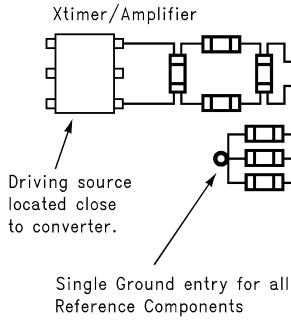 Xtimer/Amplifier
Driving source
located close
to converter.
Single Ground entry for all
Reference Components